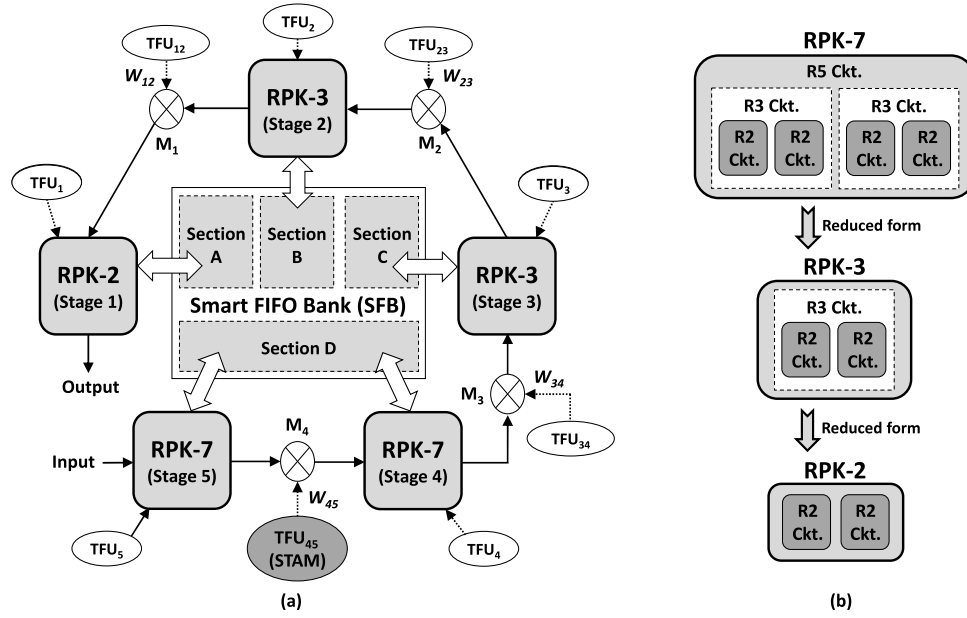 TFU12
TFU2
TFU23
W12
RPK-3
(Stage 2)
W23
M1
M2
TFU1
TFU3
Section
A
Section
B
Section
C
RPK-2
(Stage 1)
RPK-3
(Stage 3)
Smart FIFO Bank (SFB)
Section D
Output
M3
W34
TFU34
Input
RPK-7
(Stage 5)
M4
RPK-7
(Stage 4)
W45
TFU5
TFU45
(STAM)
TFU4
(a)
RPK-7
R5 Ckt.
R3 Ckt.
R2
Ckt.
R2
Ckt.
R3 Ckt.
R2
Ckt.
R2
Ckt.
Reduced form
RPK-3
R3 Ckt.
R2
Ckt.
R2
Ckt.
Reduced form
RPK-2
R2
Ckt.
R2
Ckt.
(b)